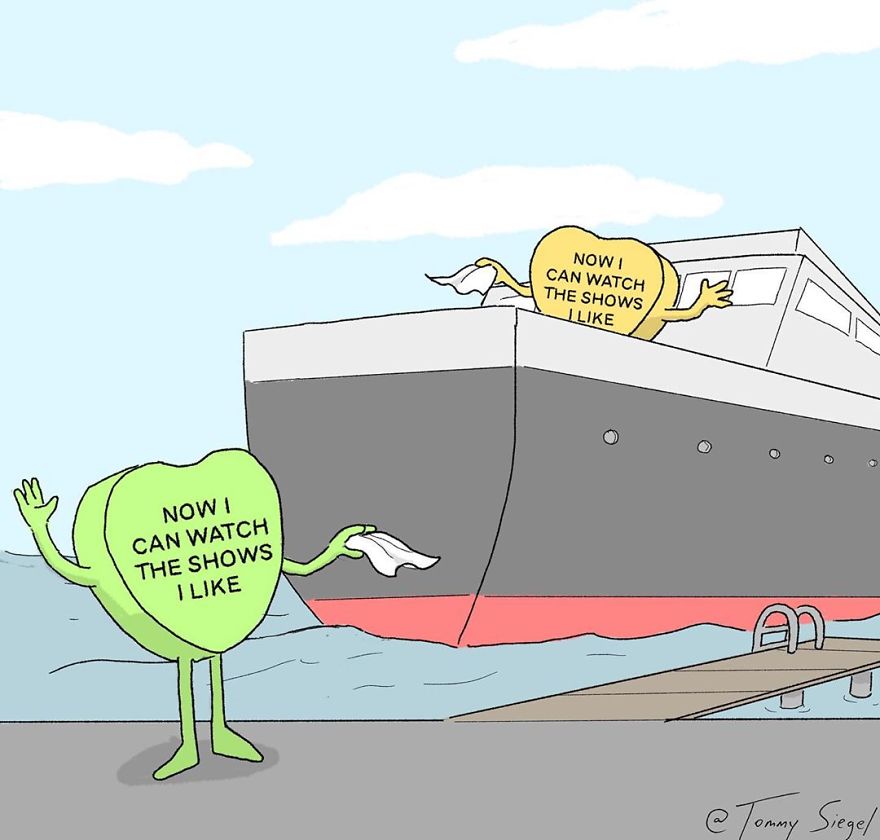 NOW I
CAN WATCH
THE SHOWS
I LIKE
NOW I
CAN WATCH
THE SHOWS
I LIKE
@ Tommy Siegel